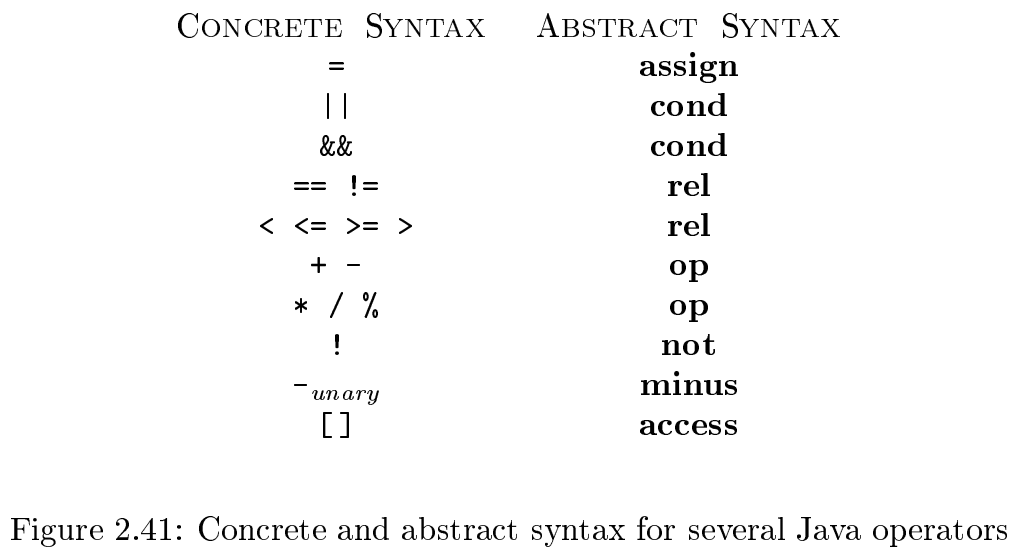 CONCRETE SYNTAX ABSTRACT SYNTAX
= assign
|| cond
&& cond
== != rel
< <= >= > rel
+ - op
* / % op
! not
-unary minus
[] access
Figure 2.41: Concrete and abstract syntax for several Java operators